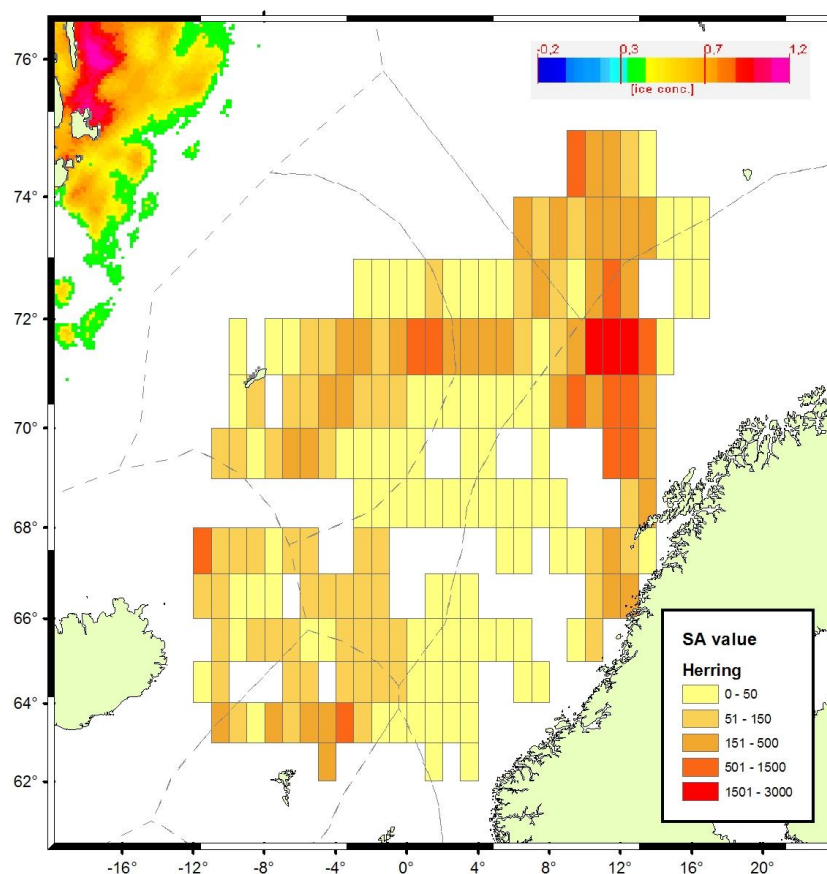 -0,2 0,3 0,7 1,2
[ice conc.]
76°
74°
72°
70°
68°
66°
64°
62°
SA value
Herring
0 - 50
51 - 150
151 - 500
501 - 1500
1501 - 3000
-16° -12° -8° -4° 0° 4° 8° 12° 16° 20°